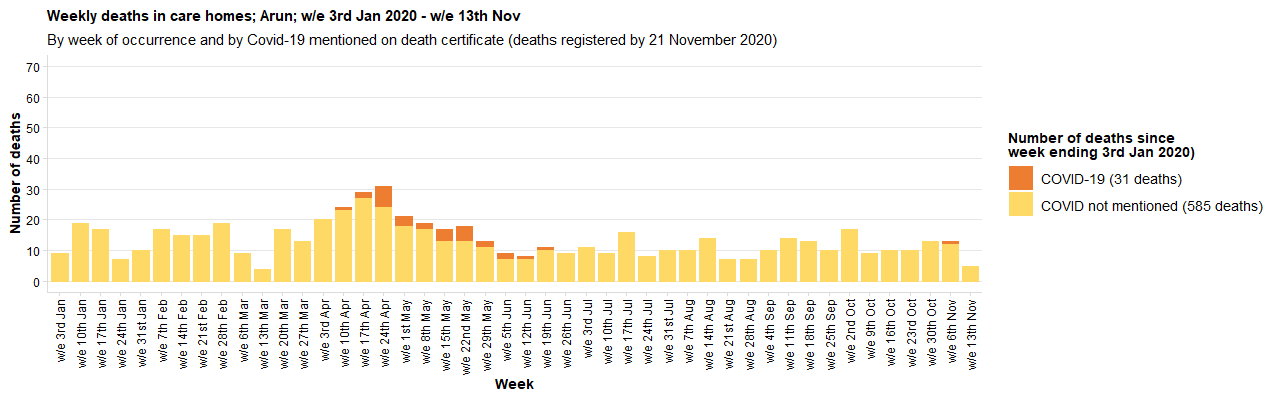 Weekly deaths in care homes; Arun; w/e 3rd Jan 2020 - w/e 13th Nov
By week of occurrence and by Covid-19 mentioned on death certificate (deaths registered by 21 November 2020)
Number of deaths
70
60
50
40
30
20
10
0
w/e 3rd Jan
w/e 10th Jan
w/e 17th Jan
w/e 24th Jan
w/e 31st Jan
w/e 7th Feb
w/e 14th Feb
w/e 21st Feb
w/e 28th Feb
w/e 6th Mar
w/e 13th Mar
w/e 20th Mar
w/e 27th Mar
w/e 3rd Apr
w/e 10th Apr
w/e 17th Apr
w/e 24th Apr
w/e 1st May
w/e 8th May
w/e 15th May
w/e 22nd May
w/e 29th May
w/e 5th Jun
w/e 12th Jun
w/e 19th Jun
w/e 26th Jun
w/e 3rd Jul
w/e 10th Jul
w/e 17th Jul
w/e 24th Jul
w/e 31st Jul
w/e 7th Aug
w/e 14th Aug
w/e 21st Aug
w/e 28th Aug
w/e 4th Sep
w/e 11th Sep
w/e 18th Sep
w/e 25th Sep
w/e 2nd Oct
w/e 9th Oct
w/e 16th Oct
w/e 23rd Oct
w/e 30th Oct
w/e 6th Nov
w/e 13th Nov
Week
Number of deaths since
week ending 3rd Jan 2020)
COVID-19 (31 deaths)
COVID not mentioned (585 deaths)